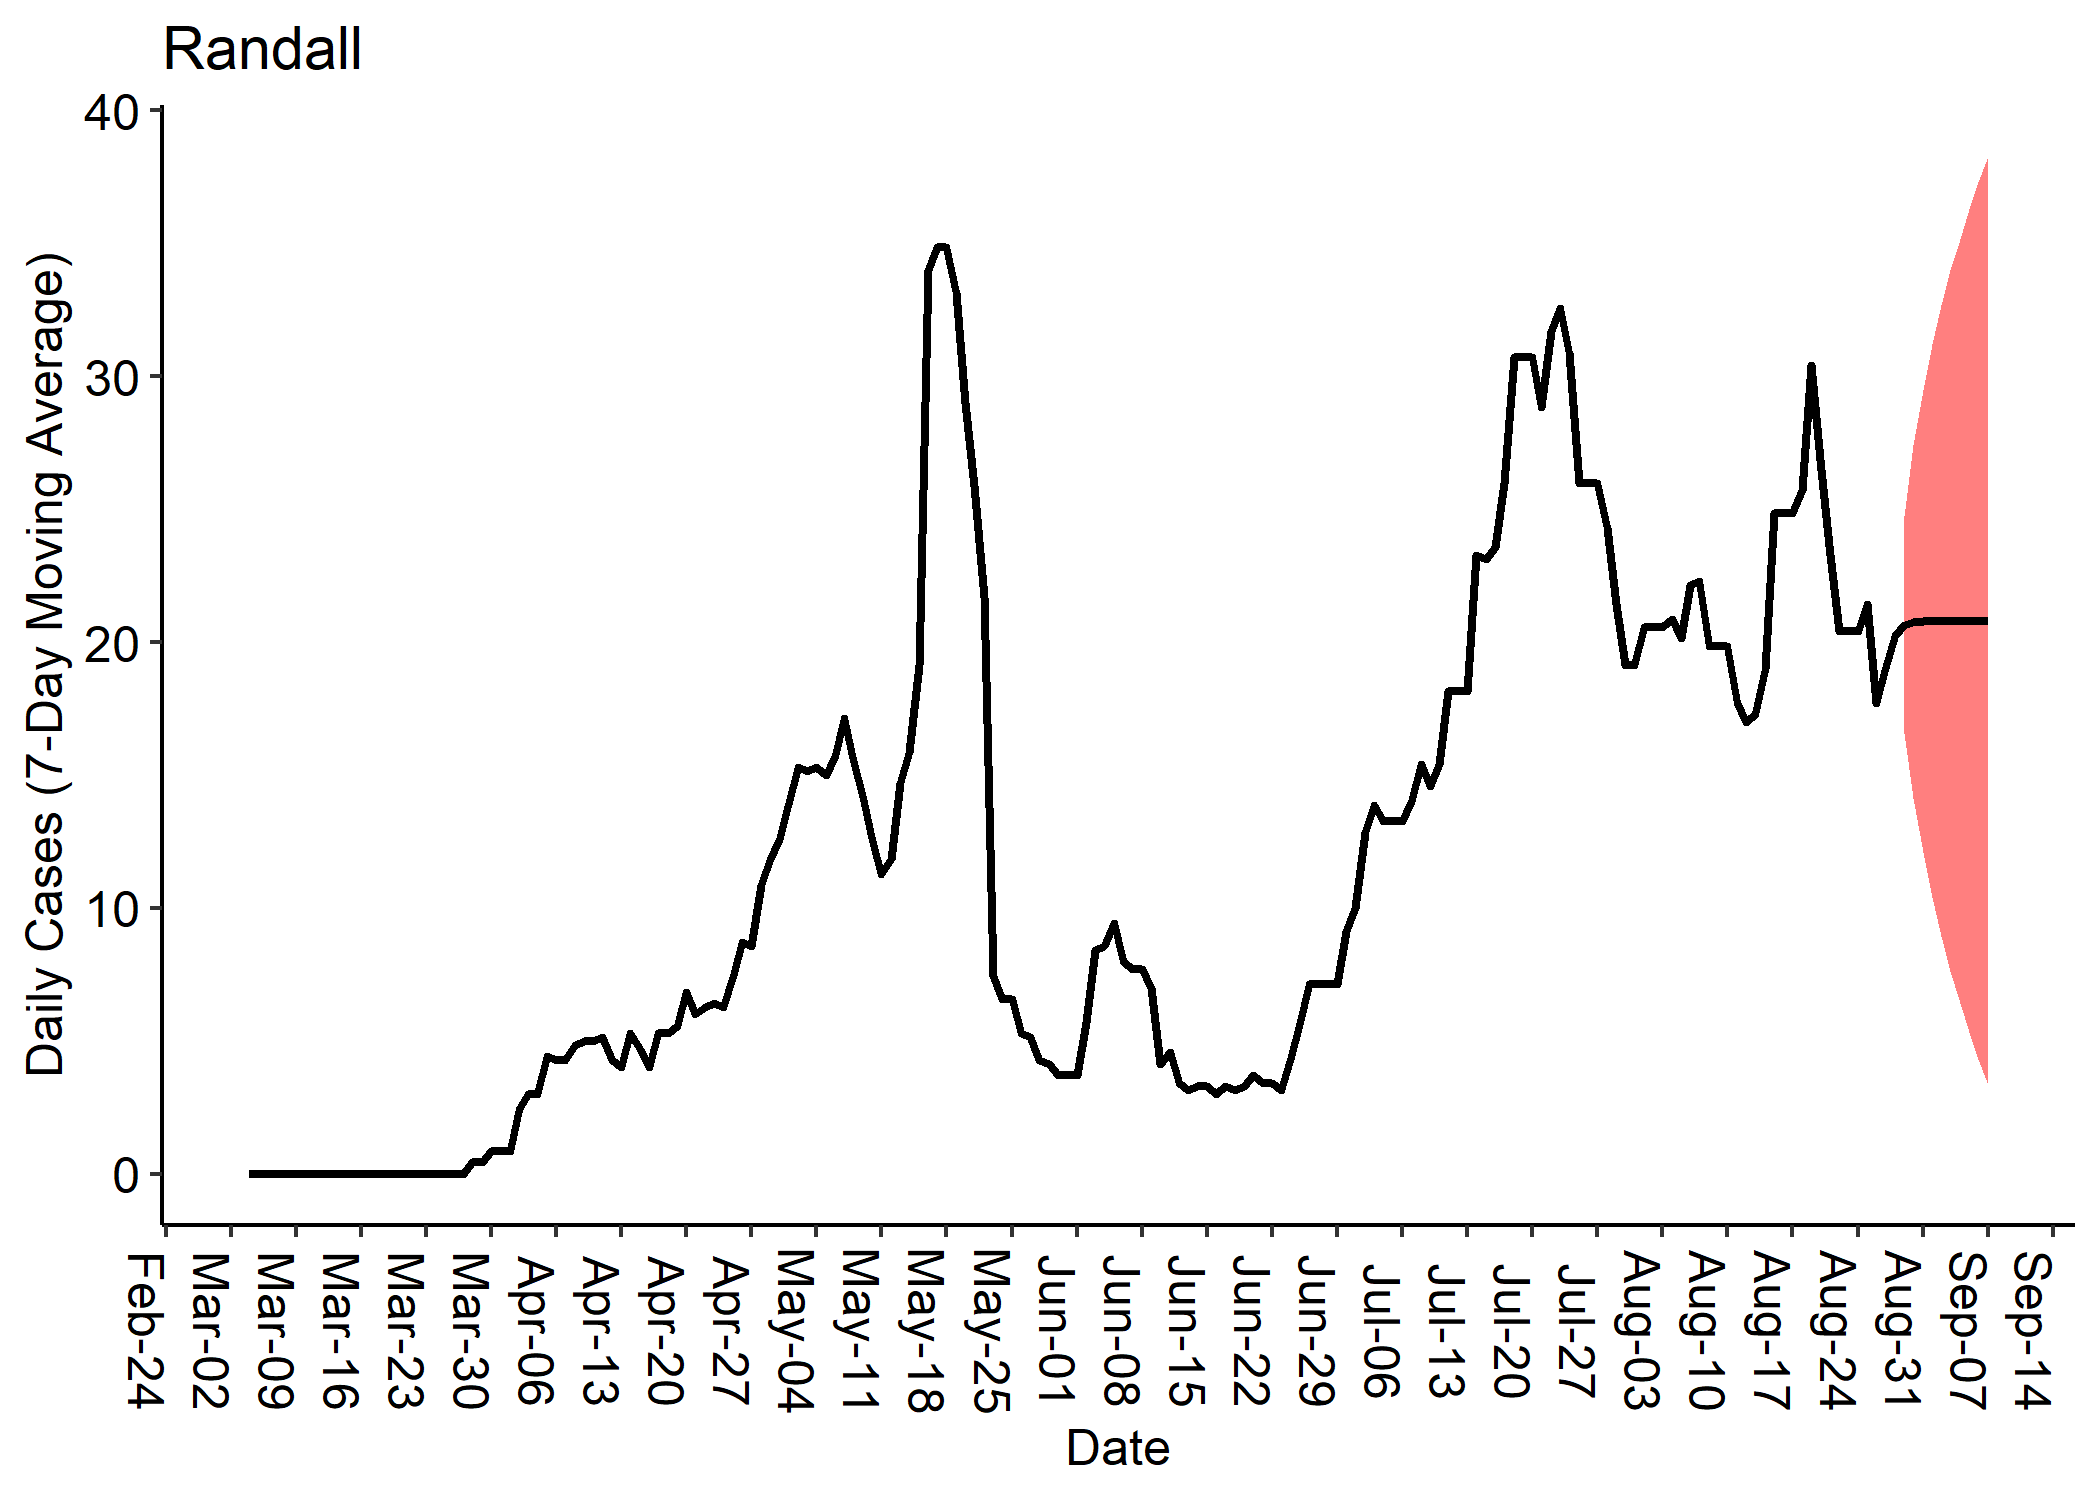 Randall
Daily Cases (7-Day Moving Average)
40
30
20
10
0
Feb-24
Mar-02
Mar-09
Mar-16
Mar-23
Mar-30
Apr-06
Apr-13
Apr-20
Apr-27
May-04
May-11
May-18
May-25
Jun-01
Jun-08
Jun-15
Jun-22
Jun-29
Jul-06
Jul-13
Jul-20
Jul-27
Aug-03
Aug-10
Aug-17
Aug-24
Aug-31
Sep-07
Sep-14
Date